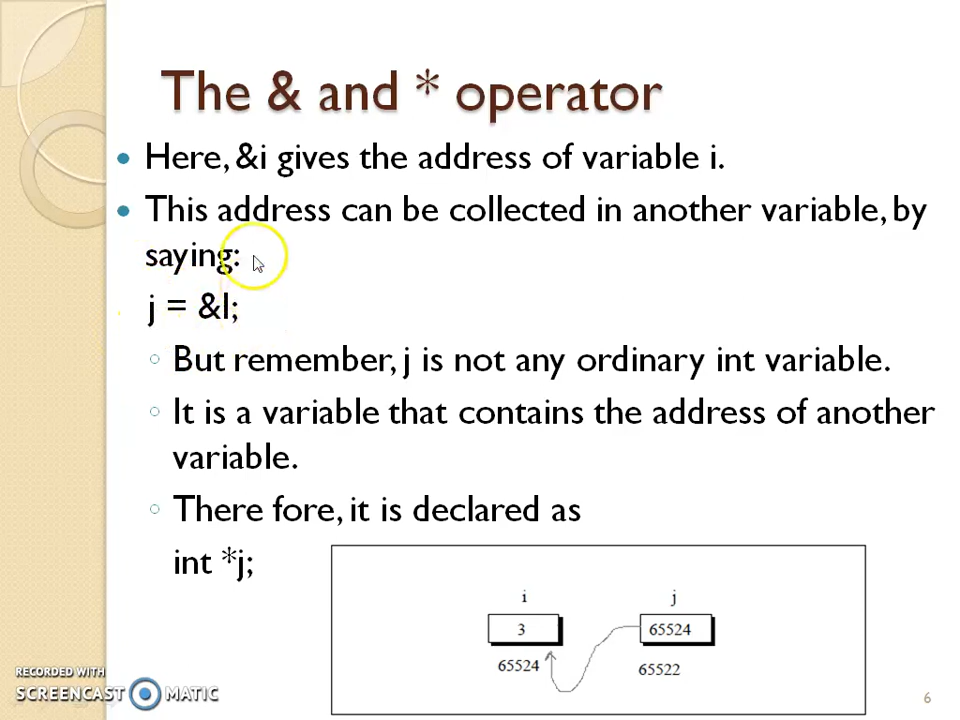 The & and * operator
Here, &i gives the address of variable i.
This address can be collected in another variable, by
saying:
j = &I;
But remember, j is not any ordinary int variable.
It is a variable that contains the address of another
variable.
There fore, it is declared as
int *j;
i j
3 65524
65524 65522
RECORDED WITH
SCREENCAST MATIC
6